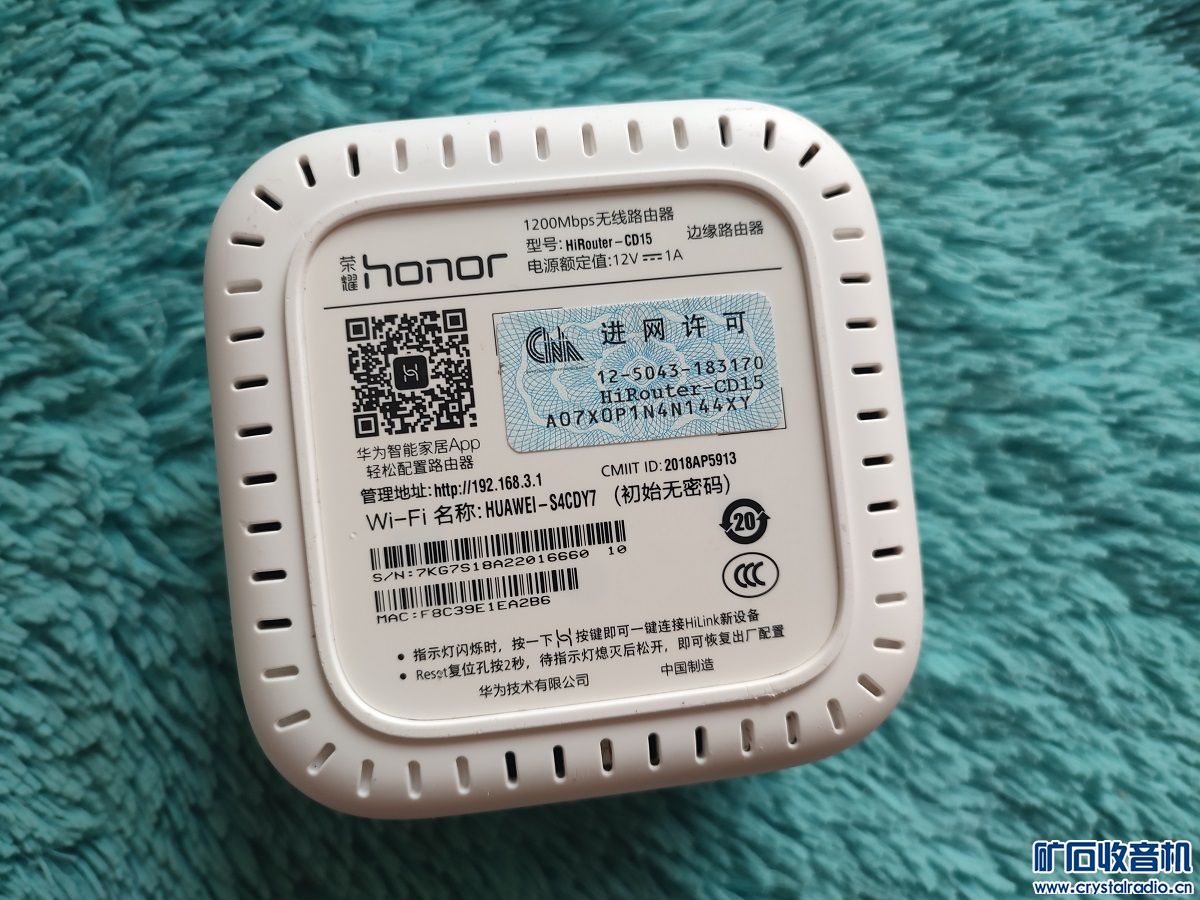 1200Mbps无线路由器
型号: HiRouter-CD15 边缘路由器
电源额定值:12V⎓1A
荣耀 honor
CNA 进网许可
12-5043-183170
HiRouter-CD15
A07X0P1N4N144XY
华为智能家居App
轻松配置路由器
CMIIT ID: 2018AP5913
管理地址: http://192.168.3.1
Wi-Fi 名称: HUAWEI-S4CDY7 (初始无密码)
20
S/N:7KG7S18A22016660 10
CCC
MAC:F8C39E1EA2B6
• 指示灯闪烁时，按一下按键即可一键连接HiLink新设备
• Reset复位孔按2秒，待指示灯熄灭后松开，即可恢复出厂配置
华为技术有限公司 中国制造
矿石收音机
www.crystalradio.cn